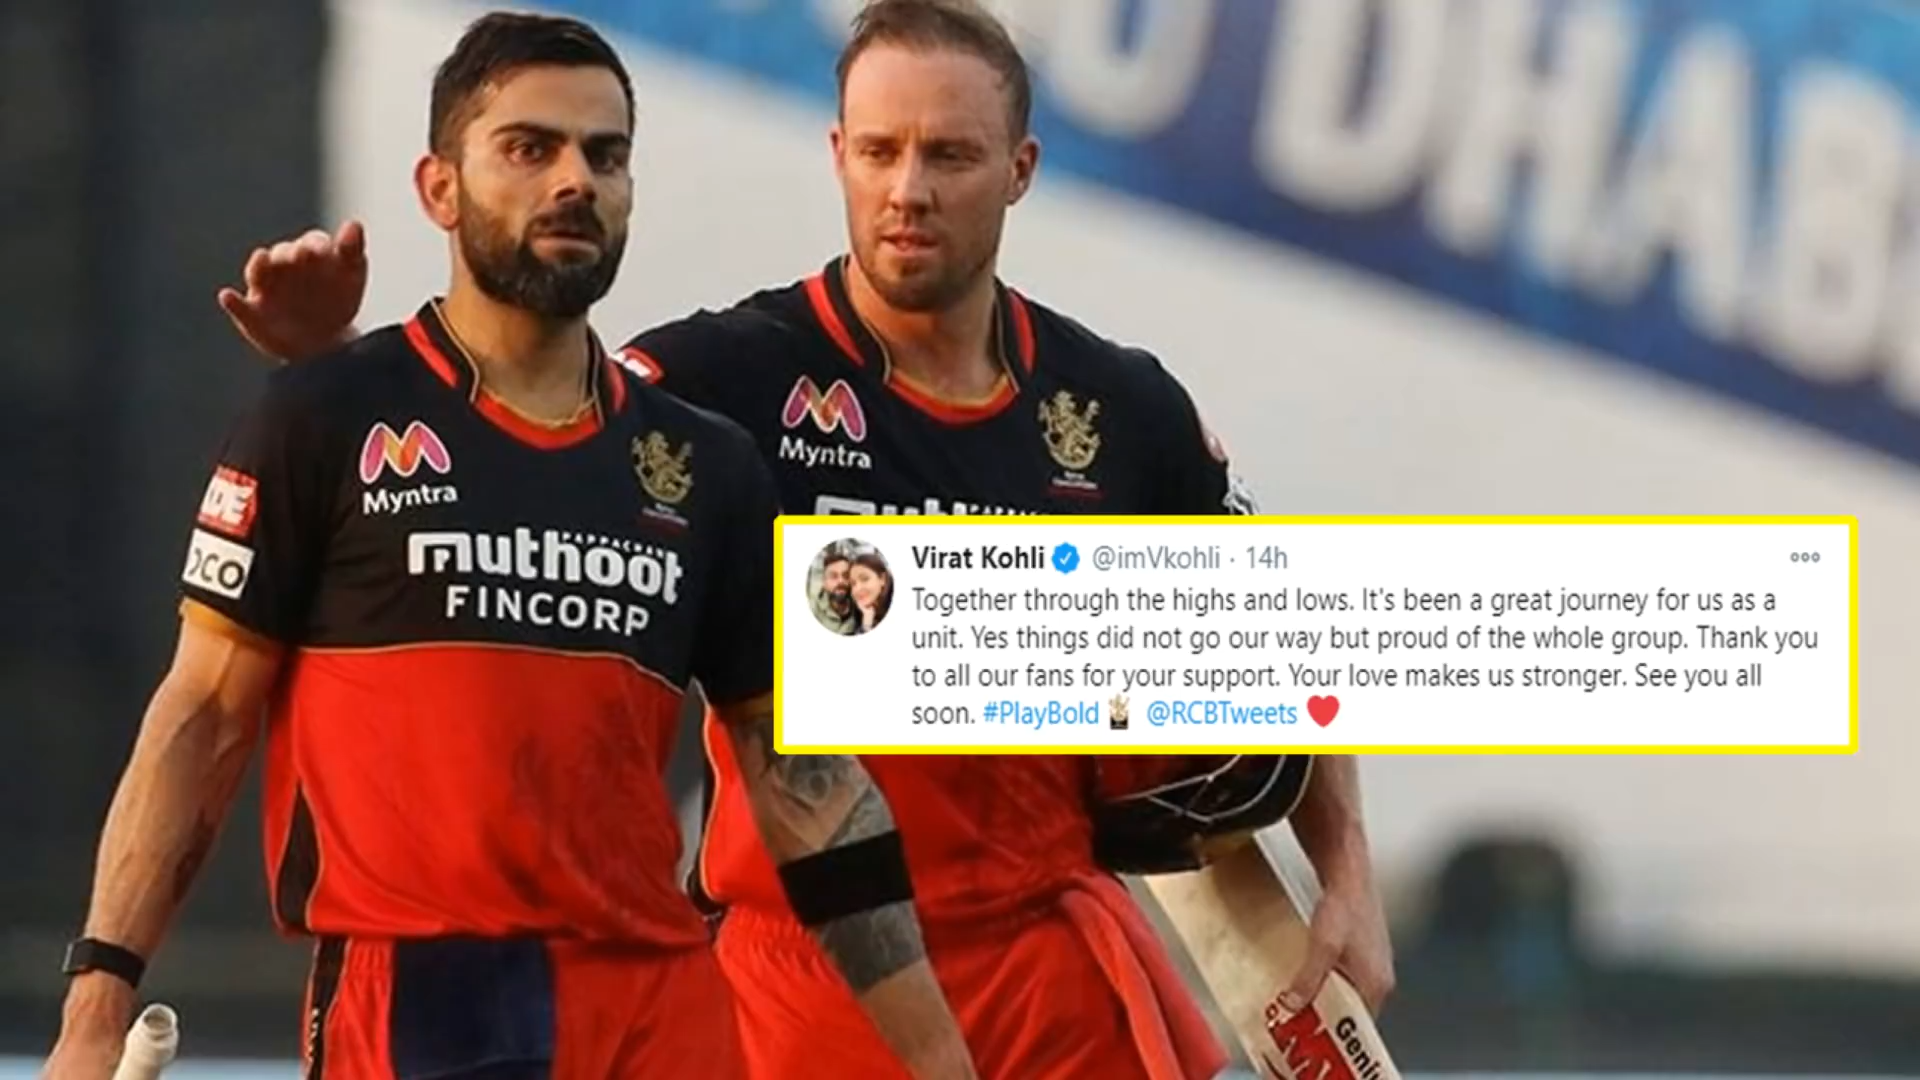 U DHAB
Myntra
Myntra
PAPPACHAN
muthoot
FINCORP
Virat Kohli @imVkohli · 14h
Together through the highs and lows. It's been a great journey for us as a
unit. Yes things did not go our way but proud of the whole group. Thank you
to all our fans for your support. Your love makes us stronger. See you all
soon. #PlayBold @RCBTweets